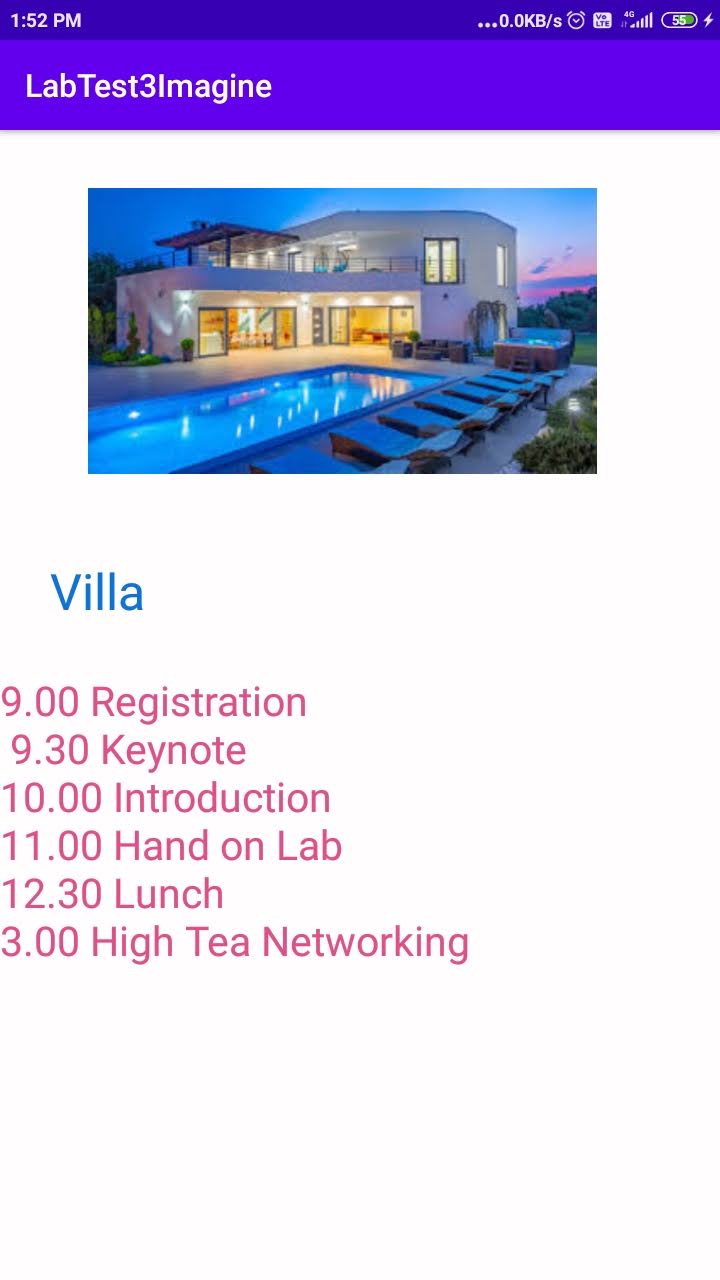 1:52 PM
...0.0KB/s Vo LTE 4G 55
LabTest3Imagine
Villa
9.00 Registration
9.30 Keynote
10.00 Introduction
11.00 Hand on Lab
12.30 Lunch
3.00 High Tea Networking